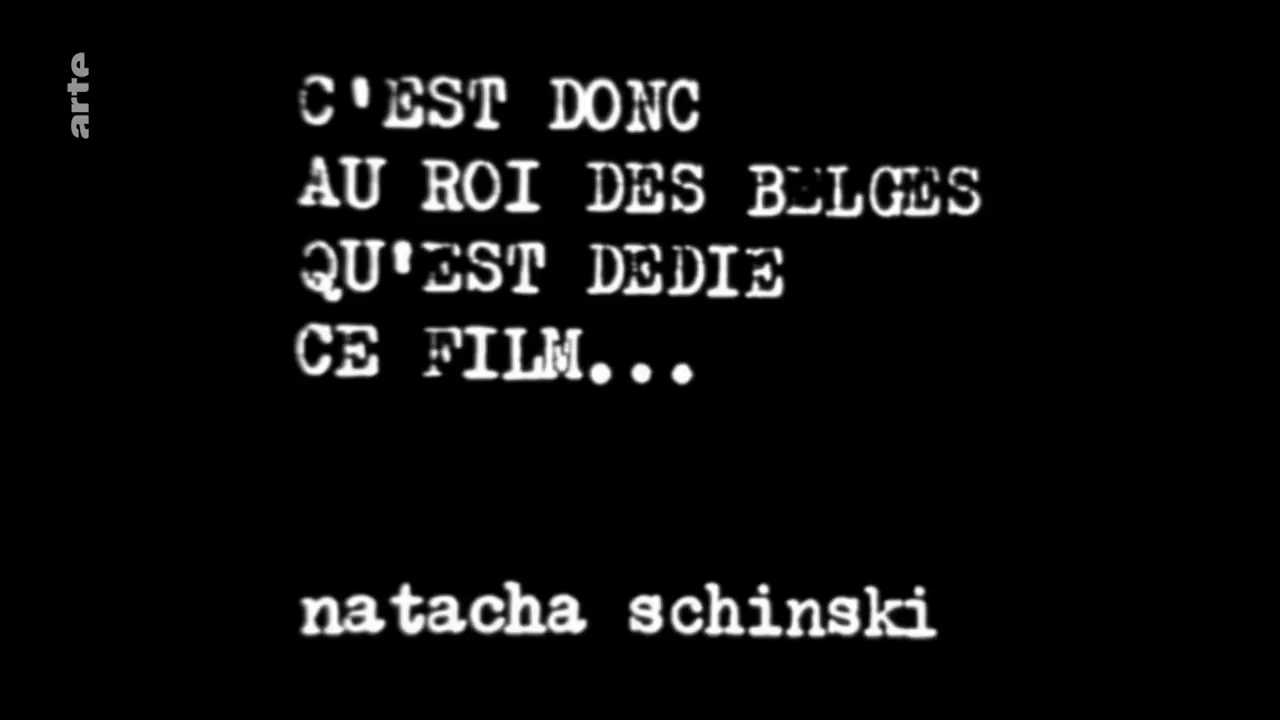 arte
C'EST DONC
AU ROI DES BELGES
QU'EST DEDIE
CE FILM...
natacha schinski